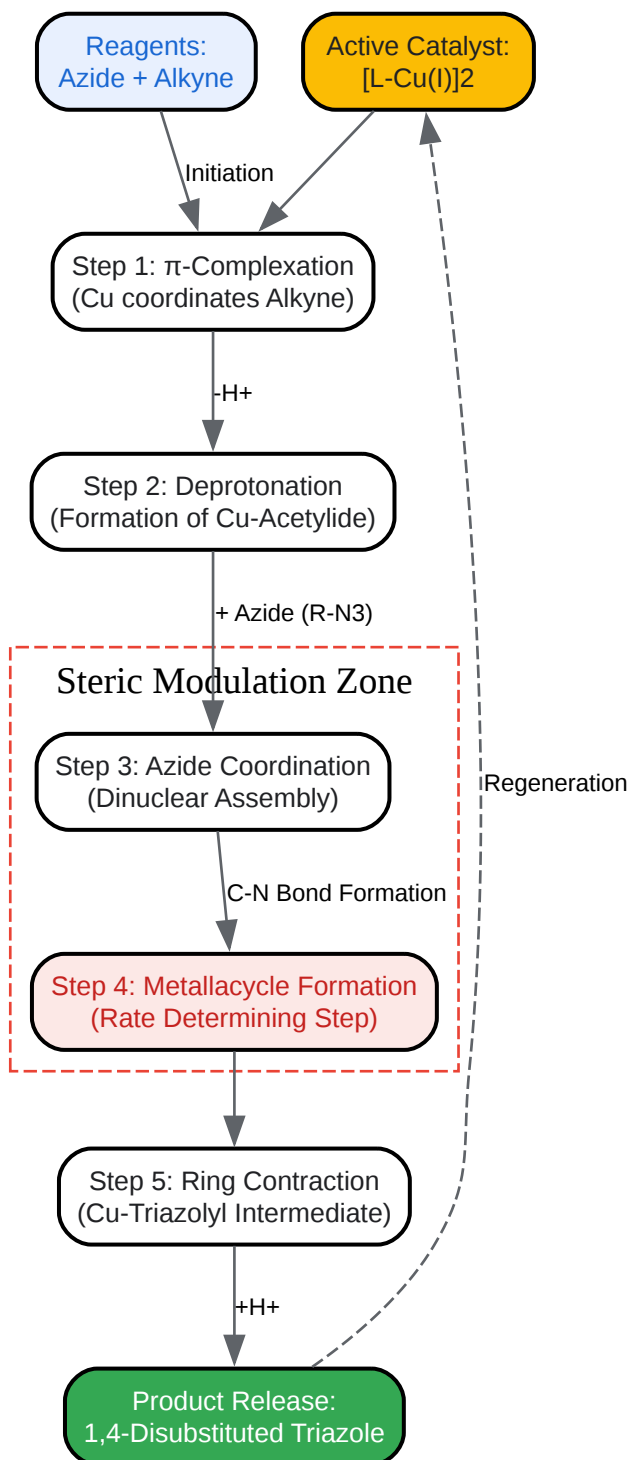 Reagents:
Azide + Alkyne
Active Catalyst:
[L-Cu(I)]2
Initiation
Step 1: π-Complexation
(Cu coordinates Alkyne)
-H+
Step 2: Deprotonation
(Formation of Cu-Acetylide)
+ Azide (R-N3)
Steric Modulation Zone
Step 3: Azide Coordination
(Dinuclear Assembly)
Regeneration
C-N Bond Formation
Step 4: Metallacycle Formation
(Rate Determining Step)
Step 5: Ring Contraction
(Cu-Triazolyl Intermediate)
+H+
Product Release:
1,4-Disubstituted Triazole